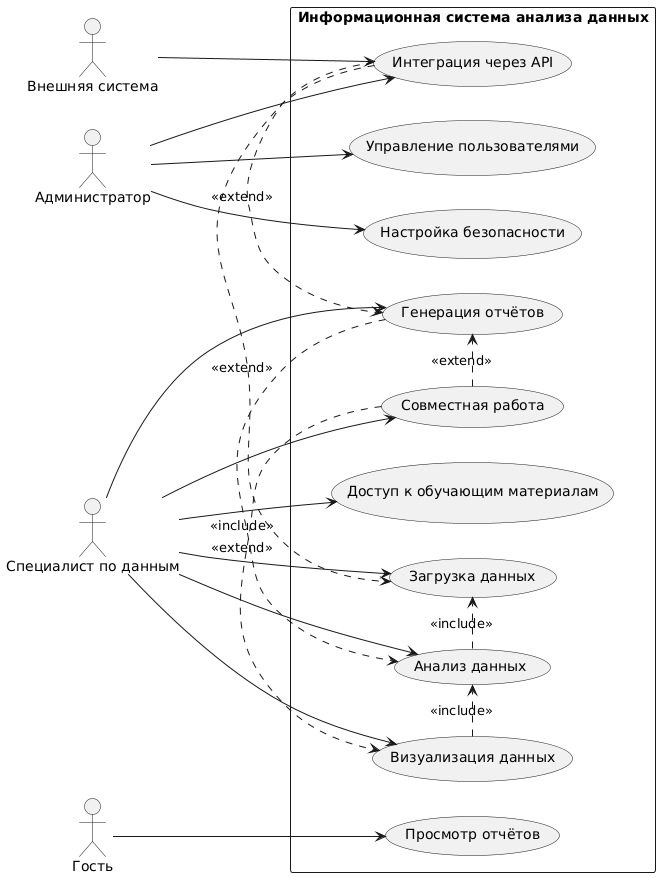 Информационная система анализа данных
Внешняя система
Интеграция через API
Управление пользователями
Администратор
«extend»
Настройка безопасности
Генерация отчётов
«extend»
«extend»
Совместная работа
Доступ к обучающим материалам
«include»
«extend»
Специалист по данным
Загрузка данных
«include»
Анализ данных
«include»
Визуализация данных
Просмотр отчётов
Гость